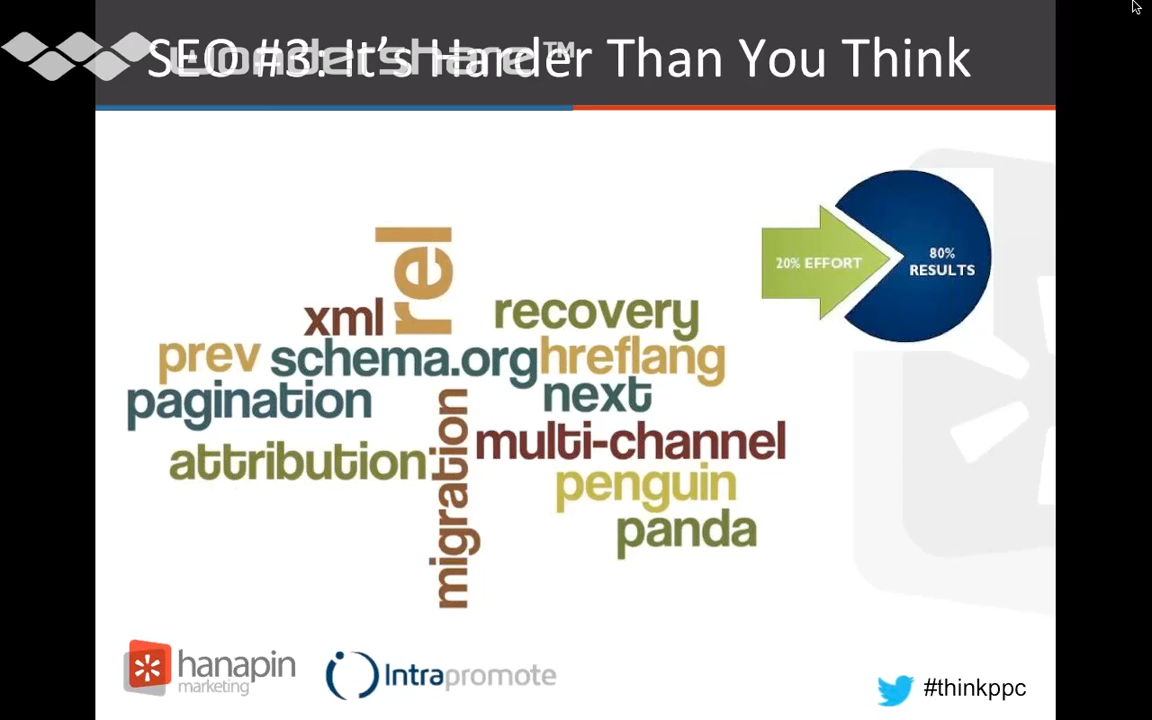 SEO #3: It's Harder Than You Think
wondershare™
20% EFFORT
80%
RESULTS
rel
xml
recovery
prev
schema.org
hreflang
pagination
next
attribution
migration
multi-channel
penguin
panda
hanapin
marketing
Intrapromote
#thinkppc